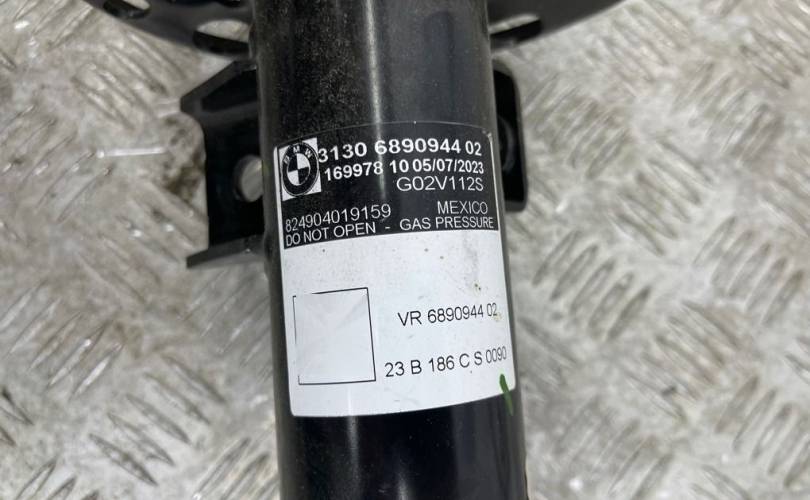 BMW
3130 6890944 02
169978 10 05/07/2023
G02V112S
824904019159 MEXICO
DO NOT OPEN - GAS PRESSURE
VR 6890944 02
23 B 186 C S 0090